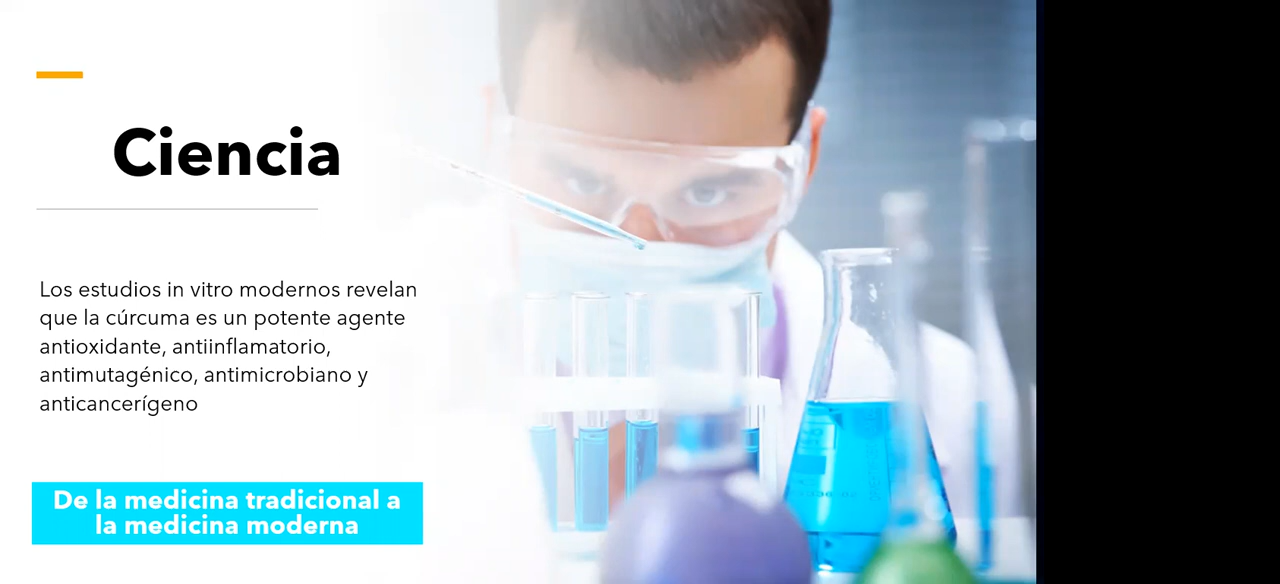 Ciencia
Los estudios in vitro modernos revelan
que la cúrcuma es un potente agente
antioxidante, antiinflamatorio,
antimutagénico, antimicrobiano y
anticancerígeno
De la medicina tradicional a
la medicina moderna